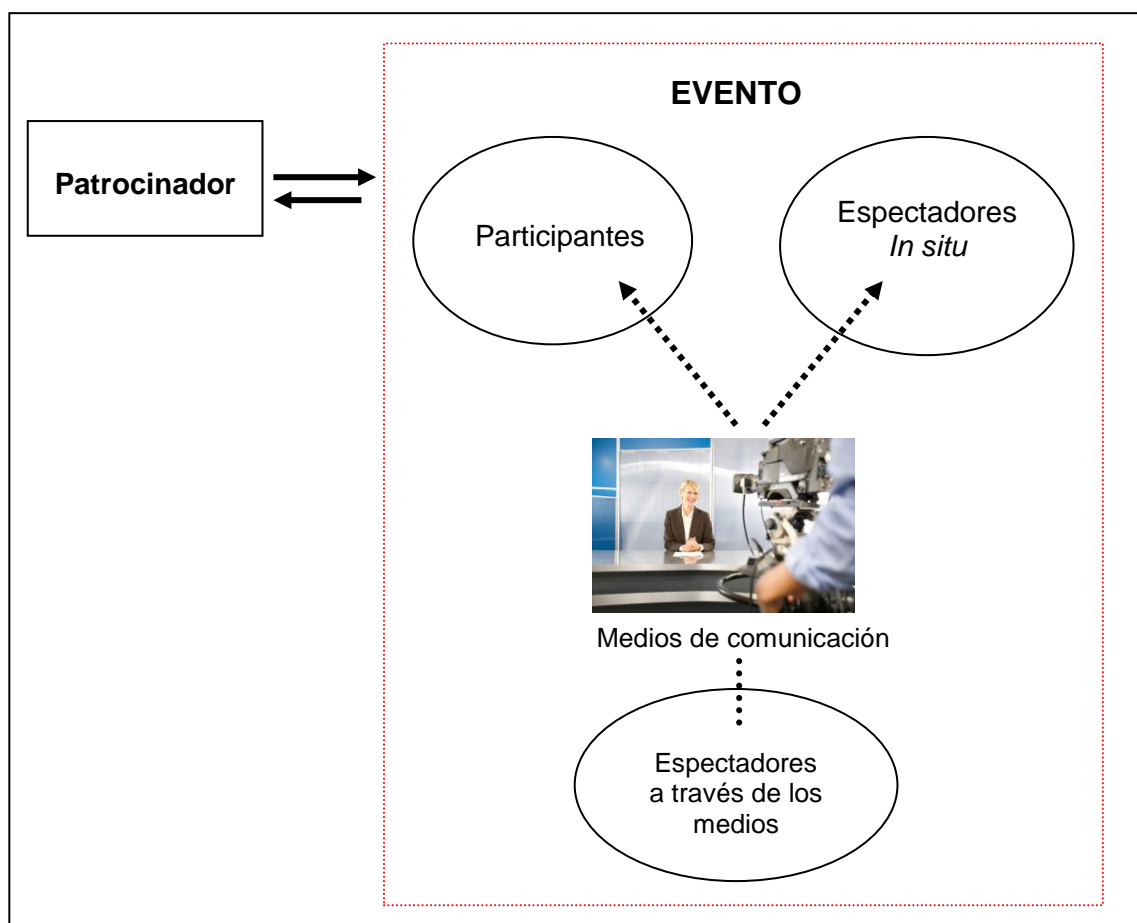 EVENTO
Patrocinador
Participantes
Espectadores
In situ
Medios de comunicación
Espectadores
a través de los
medios